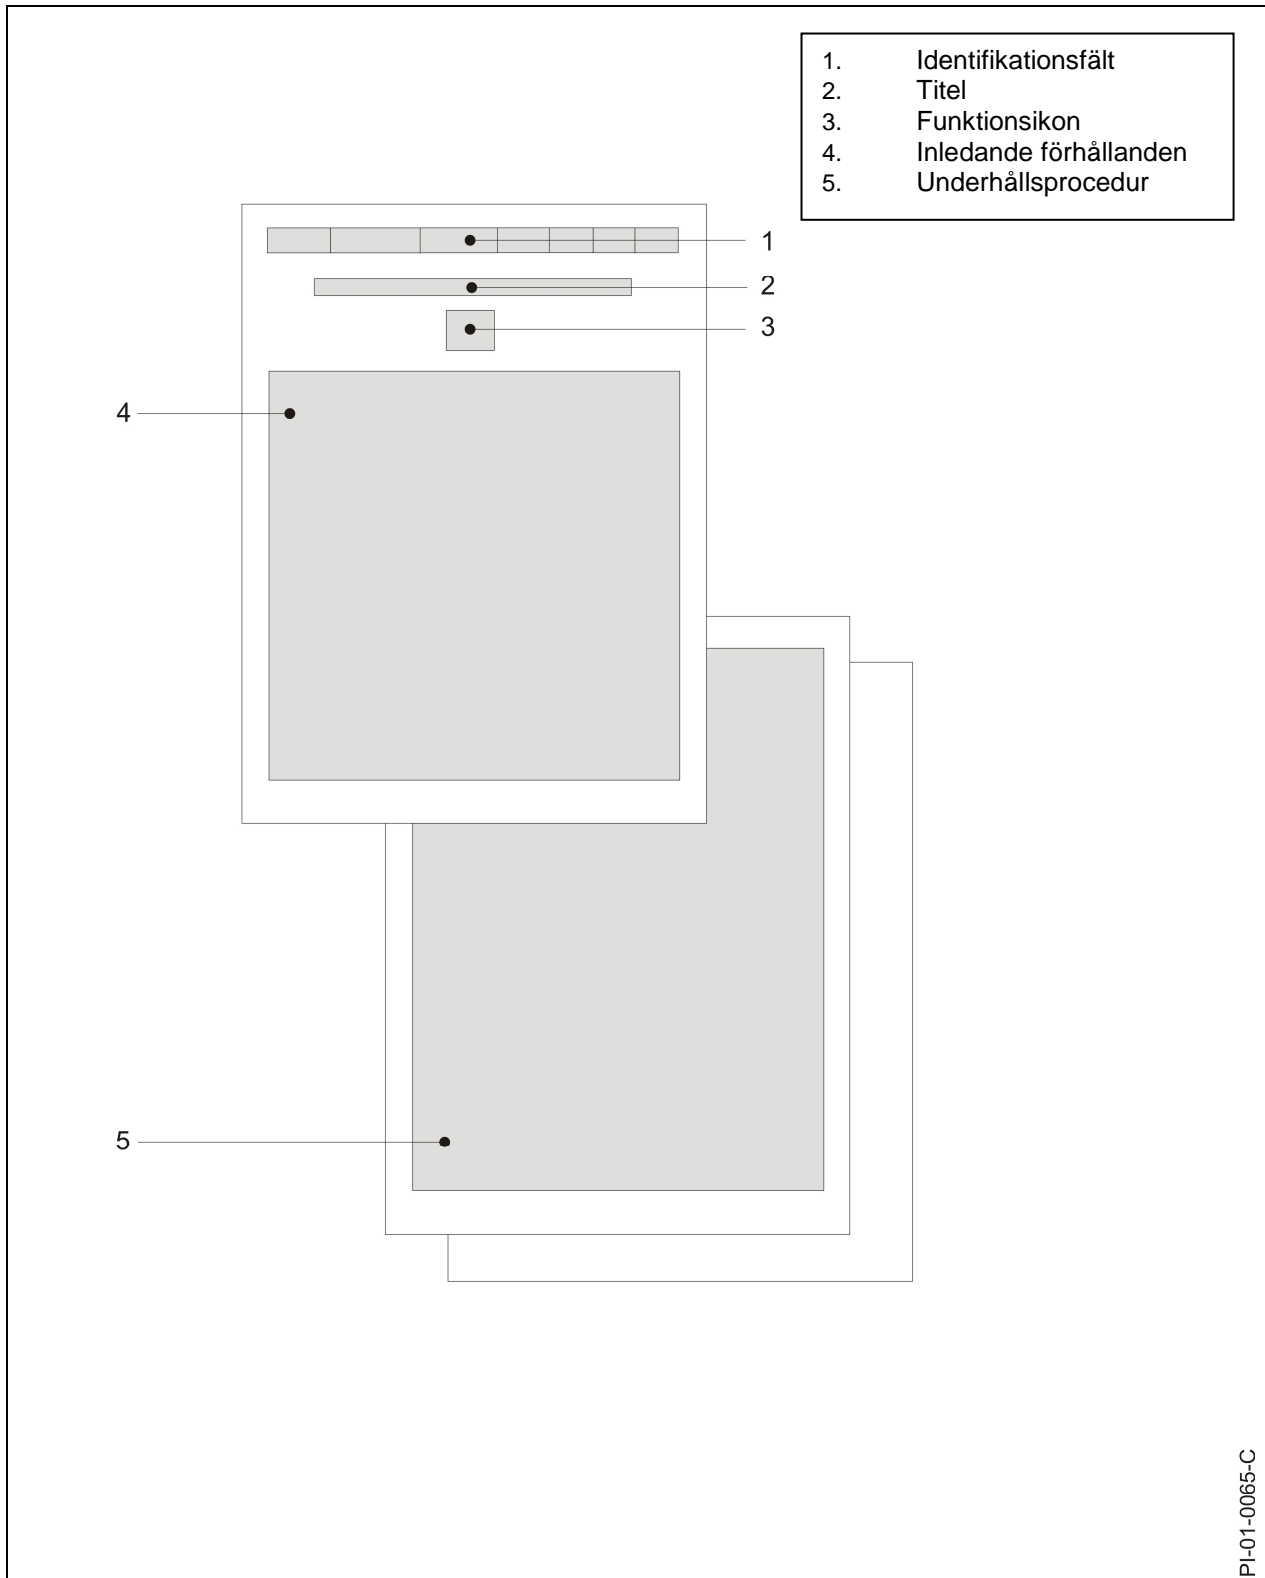 1. Identifikationsfält
2. Titel
3. Funktionsikon
4. Inledande förhållanden
5. Underhållsprocedur
1
2
3
4
5
PI-01-0065-C